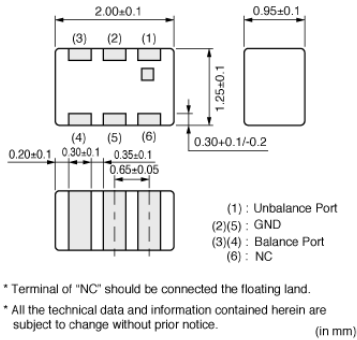 2.00±0.1
0.95±0.1
(3) (2) (1)
1.25±0.1
(4) (5) (6)
0.30+0.1/-0.2
0.20±0.1 0.30±0.1 0.35±0.1
0.65±0.05
(1) : Unbalance Port
(2)(5) : GND
(3)(4) : Balance Port
(6) : NC
* Terminal of “NC” should be connected the floating land.
* All the technical data and information contained herein are
subject to change without prior notice.
(in mm)